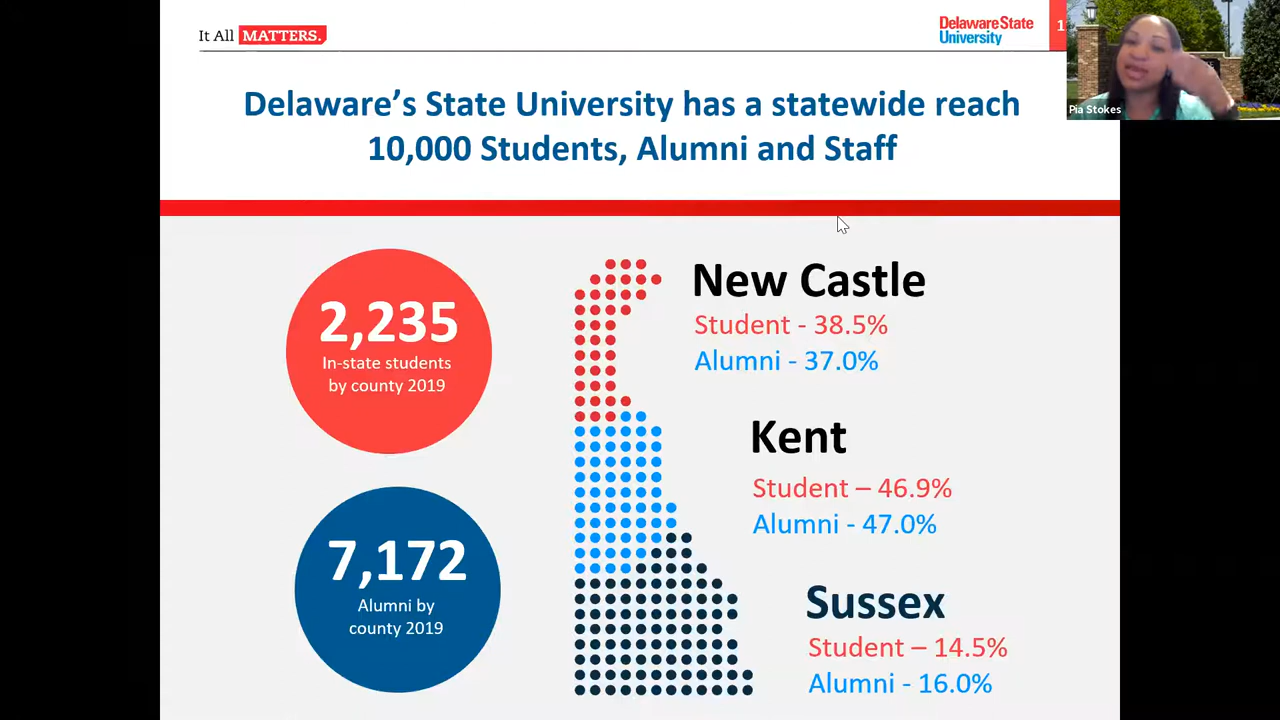 It All MATTERS.
Delaware State
University
1
Pia Stokes
Delaware’s State University has a statewide reach
10,000 Students, Alumni and Staff
2,235
In-state students
by county 2019
7,172
Alumni by
county 2019
New Castle
Student - 38.5%
Alumni - 37.0%
Kent
Student – 46.9%
Alumni - 47.0%
Sussex
Student – 14.5%
Alumni - 16.0%